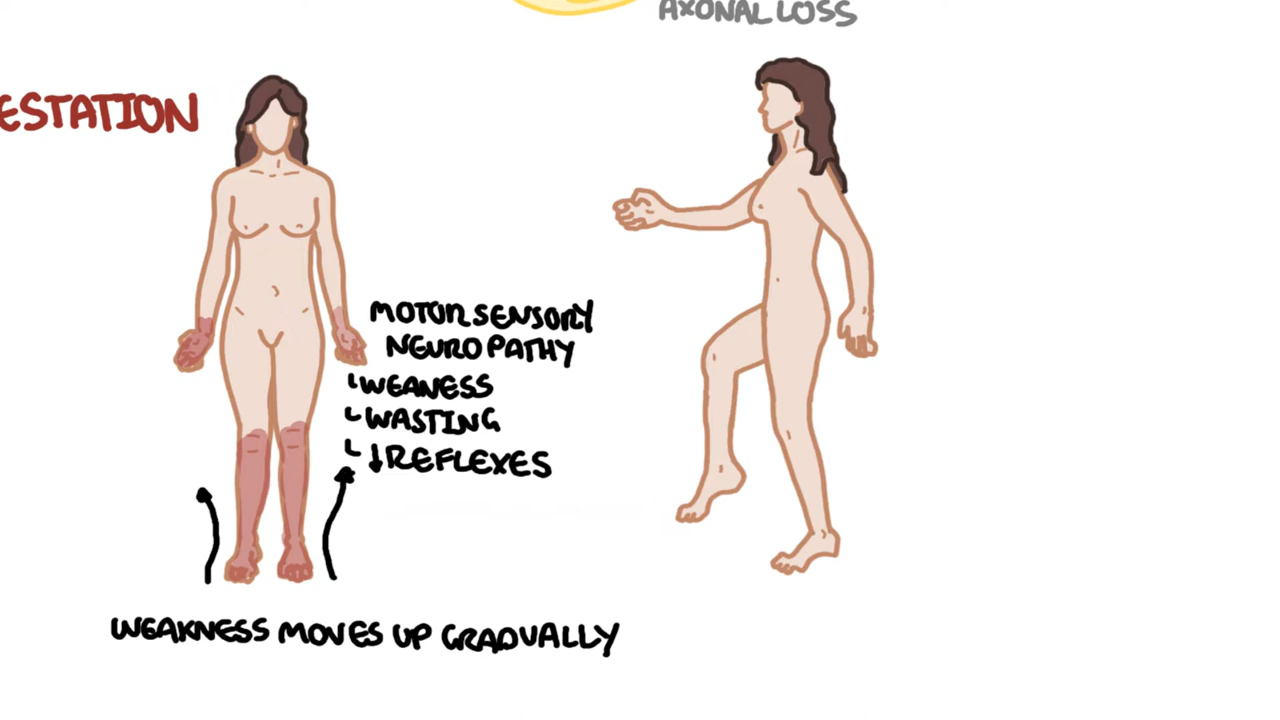 AXONAL LOSS
ESTATION
MOTOR SENSORY
NEUROPATHY
WEANESS
WASTING
↓REFLEXES
WEAKNESS MOVES UP GRADUALLY